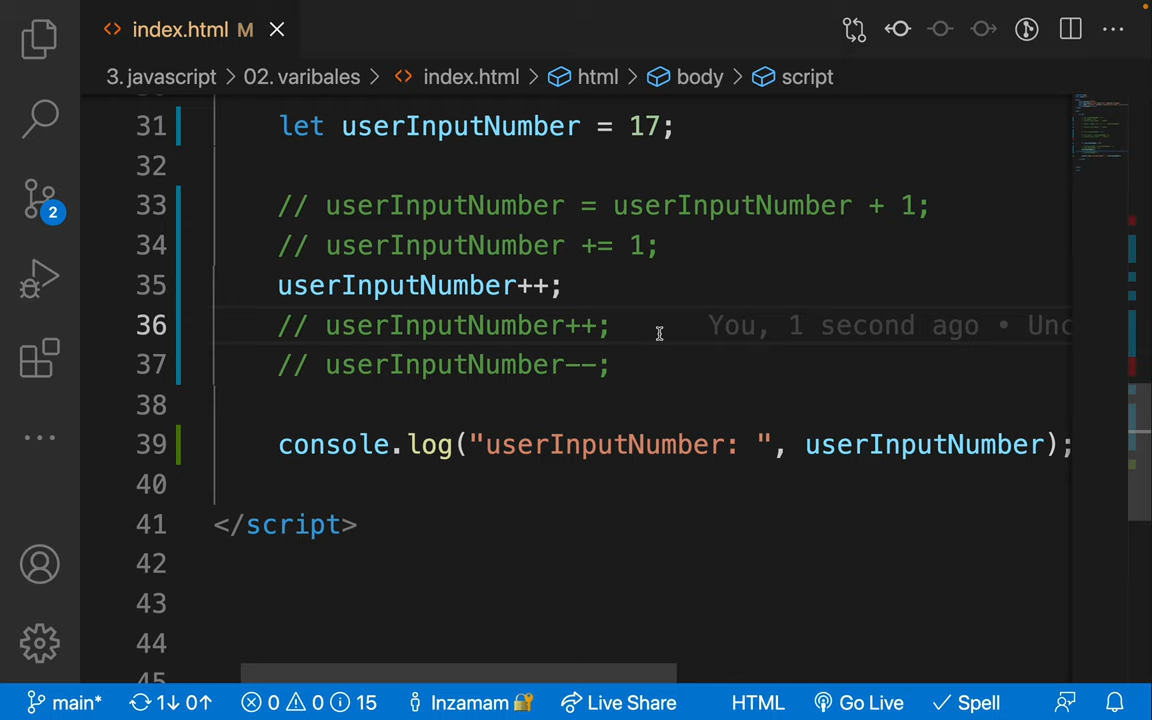 index.html M
3. javascript > 02. varibales > index.html > html > body > script
31 let userInputNumber = 17;
32
33 // userInputNumber = userInputNumber + 1;
34 // userInputNumber += 1;
35 userInputNumber++;
36 // userInputNumber++; You, 1 second ago • Unc
37 // userInputNumber--;
38
39 console.log("userInputNumber: ", userInputNumber);
40
41 </script>
42
43
44
45
2
main* 1↓ 0↑ 0 0 15 Inzamam Live Share HTML Go Live Spell